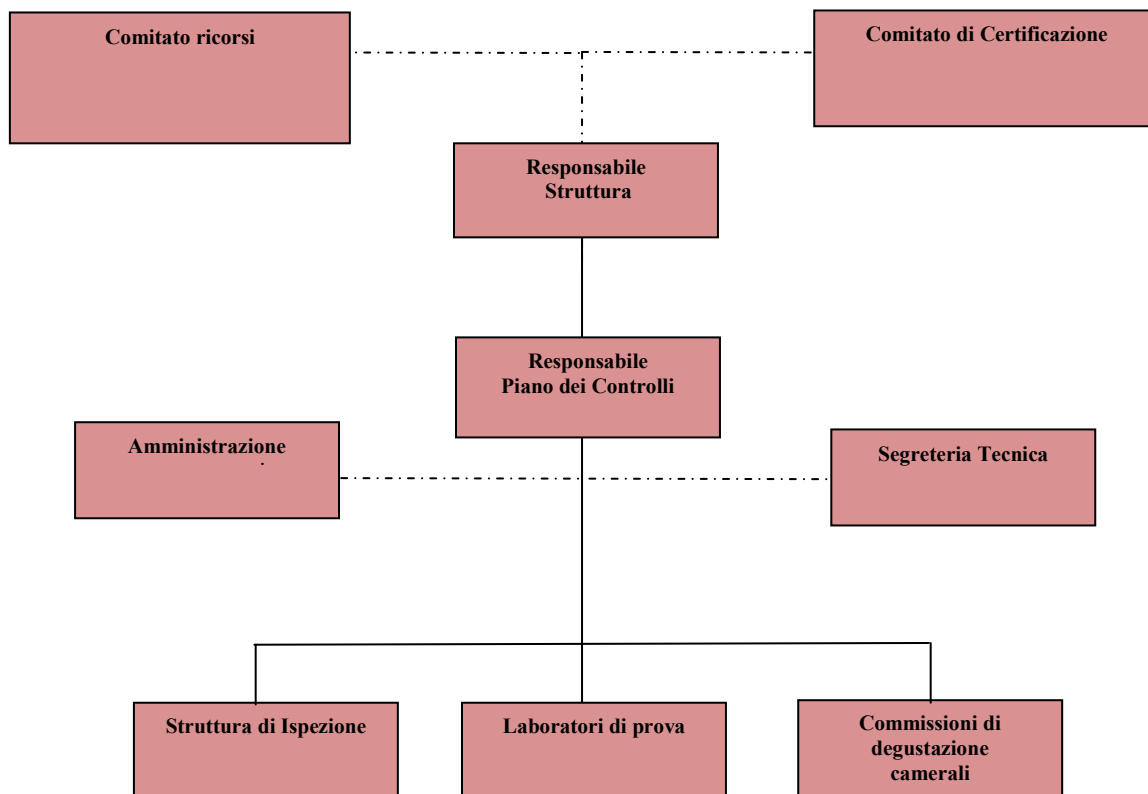 Comitato ricorsi
Comitato di Certificazione
Responsabile
Struttura
Responsabile
Piano dei Controlli
Amministrazione
.
Segreteria Tecnica
Struttura di Ispezione
Laboratori di prova
Commissioni di
degustazione
camerali